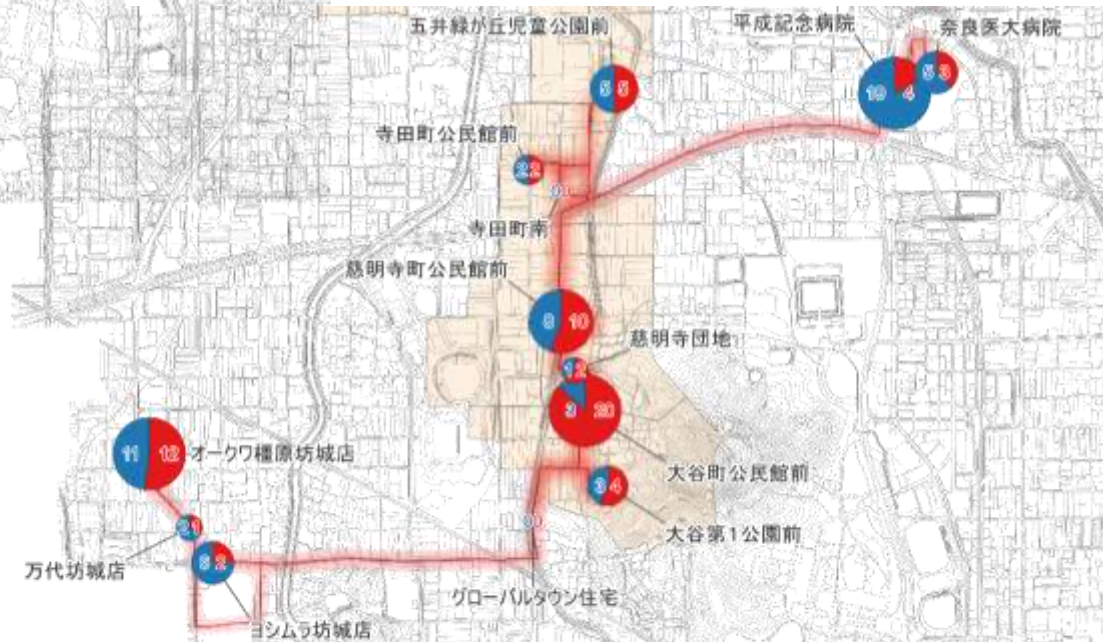 五井緑が丘児童公園前
平成記念病院
奈良医大病院
5 5
4
5 3
寺田町公民館前
2 2
寺田町南
慈明寺町公民館前
10
慈明寺団地
1 2
3 20
大谷町公民館前
3 4
大谷第1公園前
11 12
オークワ橿原坊城店
万代坊城店
2
ヨシムラ坊城店
グローバルタウン住宅